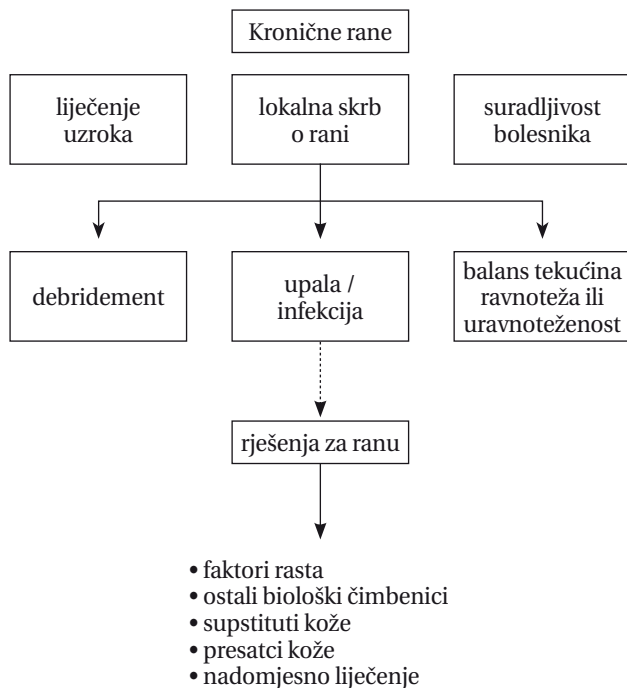 Kronične rane
liječenje
uzroka
lokalna skrb
o rani
suradljivost
bolesnika
debridement
upala /
infekcija
balans tekućina
ravnoteža ili
uravnoteženost
rješenja za ranu
• faktori rasta
• ostali biološki čimbenici
• supstituti kože
• presatci kože
• nadomjesno liječenje